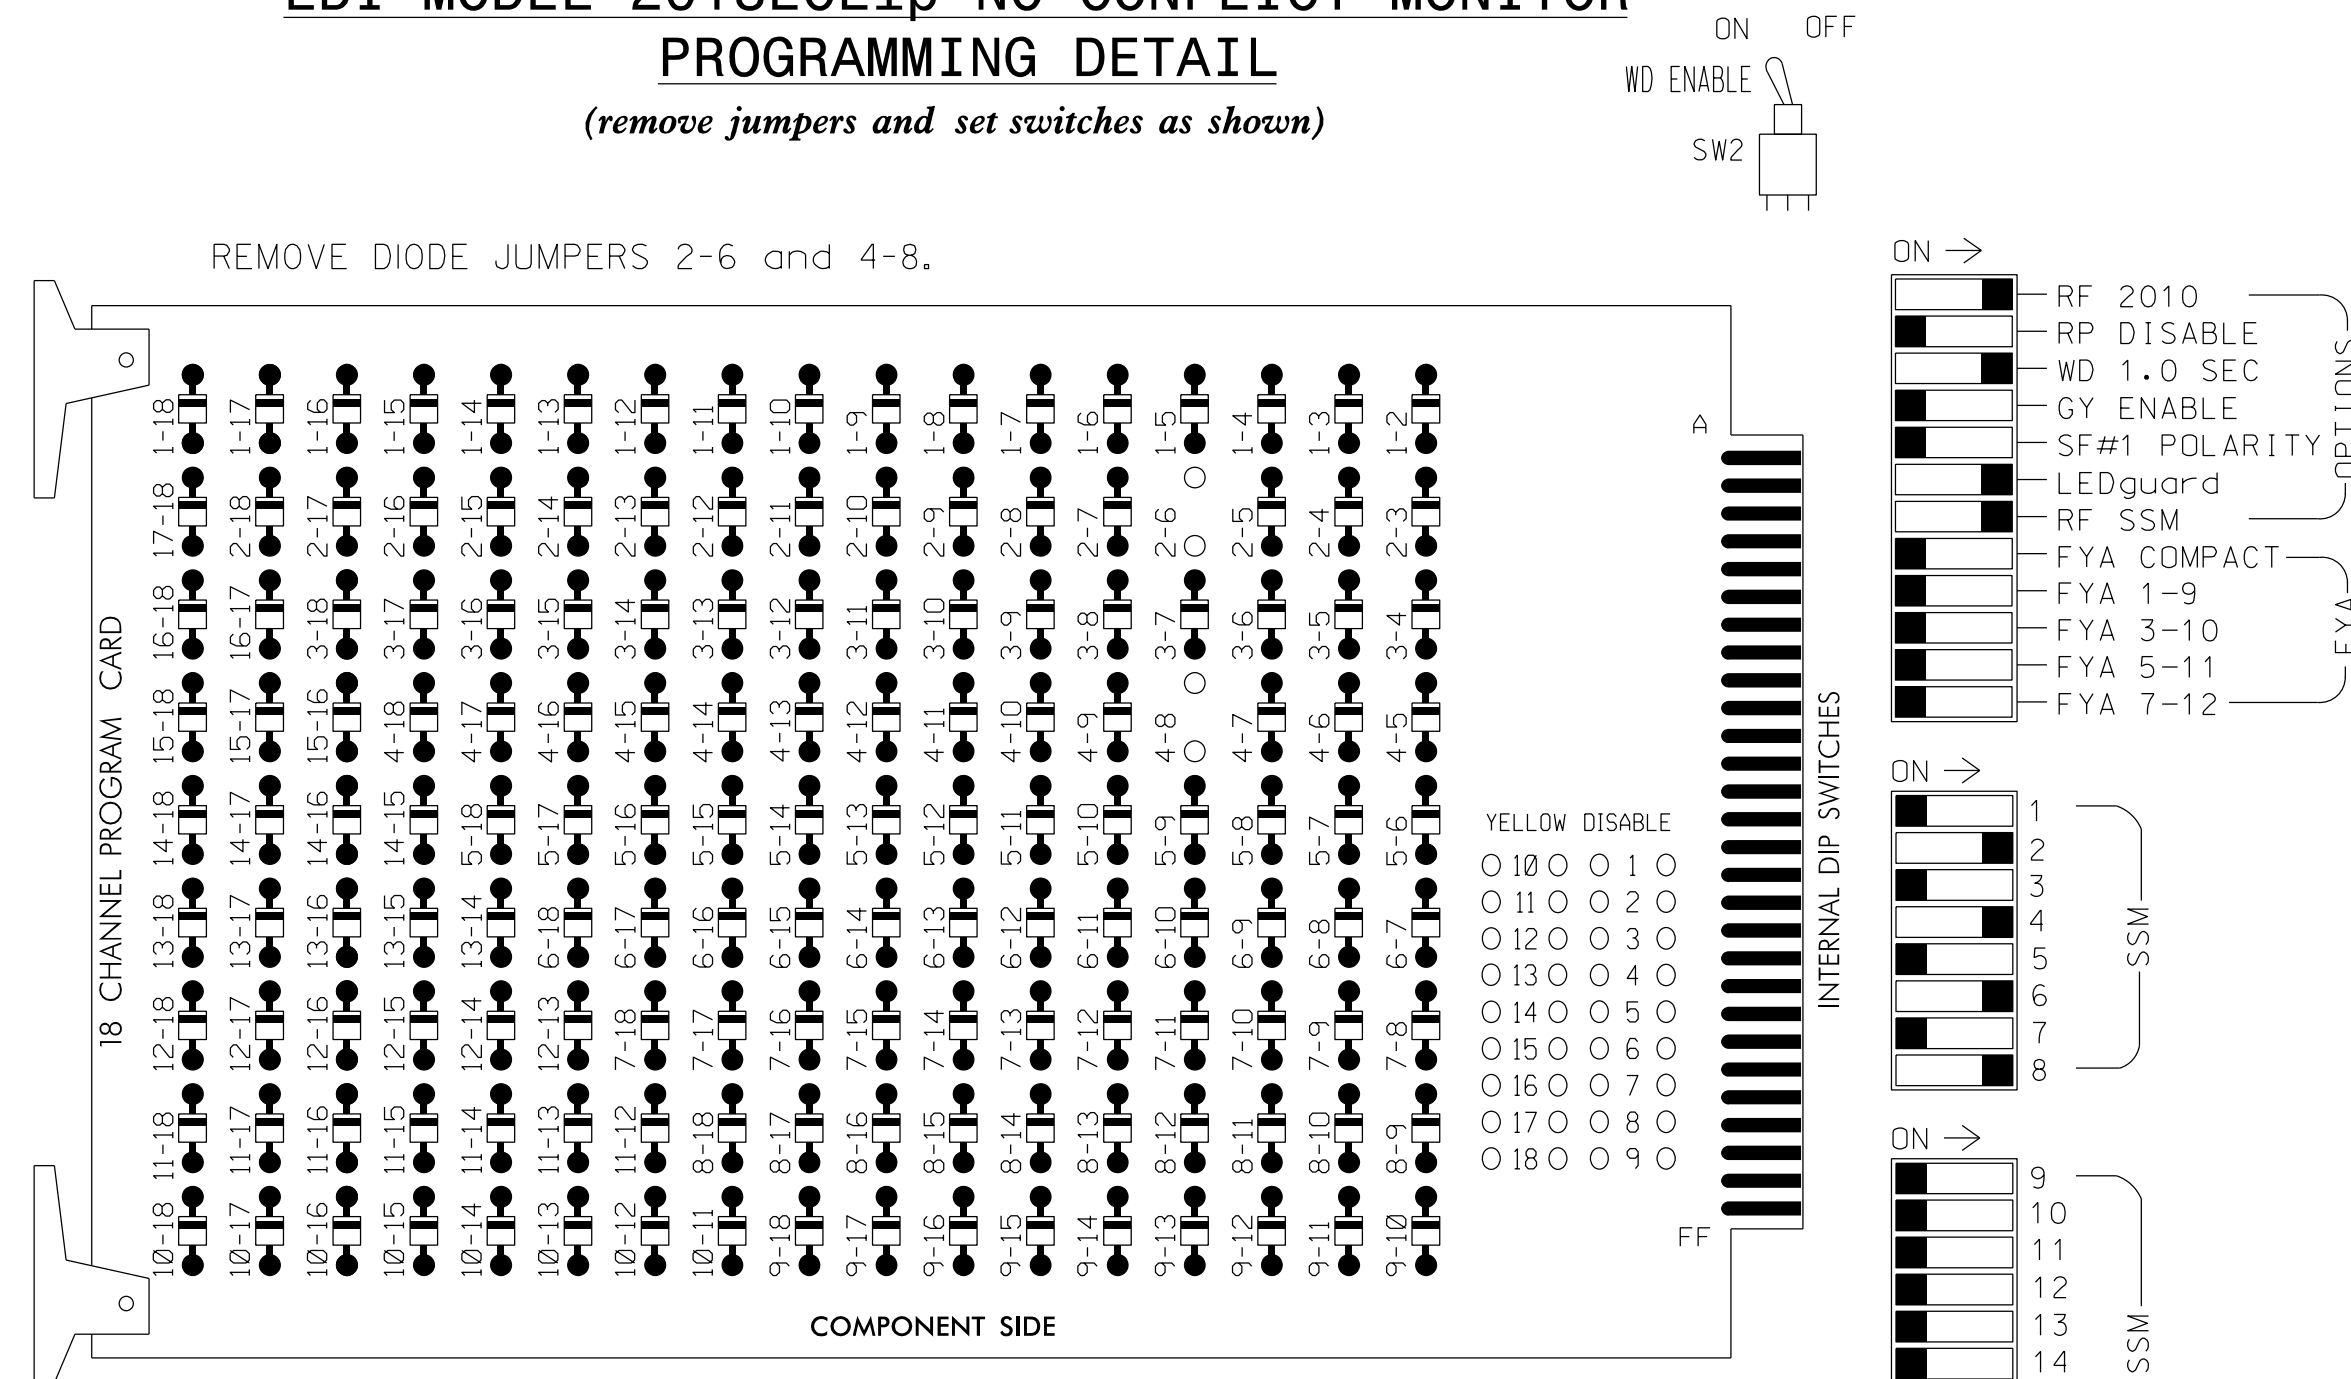 PROGRAMMING DETAIL
(remove jumpers and set switches as shown)
ON OFF
WD ENABLE
SW2
REMOVE DIODE JUMPERS 2-6 and 4-8.
1-18 1-17 1-16 1-15 1-14 1-13 1-12 1-11 1-10 1-9 1-8 1-7 1-6 1-5 1-4 1-3 1-2
17-18 2-18 2-17 2-16 2-15 2-14 2-13 2-12 2-11 2-10 2-9 2-8 2-7 2-6 2-5 2-4 2-3
16-18 16-17 3-18 3-17 3-16 3-15 3-14 3-13 3-12 3-11 3-10 3-9 3-8 3-7 3-6 3-5 3-4
15-18 15-17 15-16 4-18 4-17 4-16 4-15 4-14 4-13 4-12 4-11 4-10 4-9 4-8 4-7 4-6 4-5
14-18 14-17 14-16 14-15 5-18 5-17 5-16 5-15 5-14 5-13 5-12 5-11 5-10 5-9 5-8 5-7 5-6
13-18 13-17 13-16 13-15 13-14 6-18 6-17 6-16 6-15 6-14 6-13 6-12 6-11 6-10 6-9 6-8 6-7
12-18 12-17 12-16 12-15 12-14 12-13 7-18 7-17 7-16 7-15 7-14 7-13 7-12 7-11 7-10 7-9 7-8
11-18 11-17 11-16 11-15 11-14 11-13 11-12 8-18 8-17 8-16 8-15 8-14 8-13 8-12 8-11 8-10 8-9
10-18 10-17 10-16 10-15 10-14 10-13 10-12 10-11 9-18 9-17 9-16 9-15 9-14 9-13 9-12 9-11 9-10
18 CHANNEL PROGRAM CARD
COMPONENT SIDE
A
FF
YELLOW DISABLE
10 1
11 2
12 3
13 4
14 5
15 6
16 7
17 8
18 9
INTERNAL DIP SWITCHES
ON
RF 2010
RP DISABLE
WD 1.0 SEC
GY ENABLE
SF#1 POLARITY
LEDguard
RF SSM
OPTIONS
FYA COMPACT
FYA 1-9
FYA 3-10
FYA 5-11
FYA 7-12
FYA
ON
1
2
3
4
5
6
7
8
SSM
ON
9
10
11
12
13
14
SSM